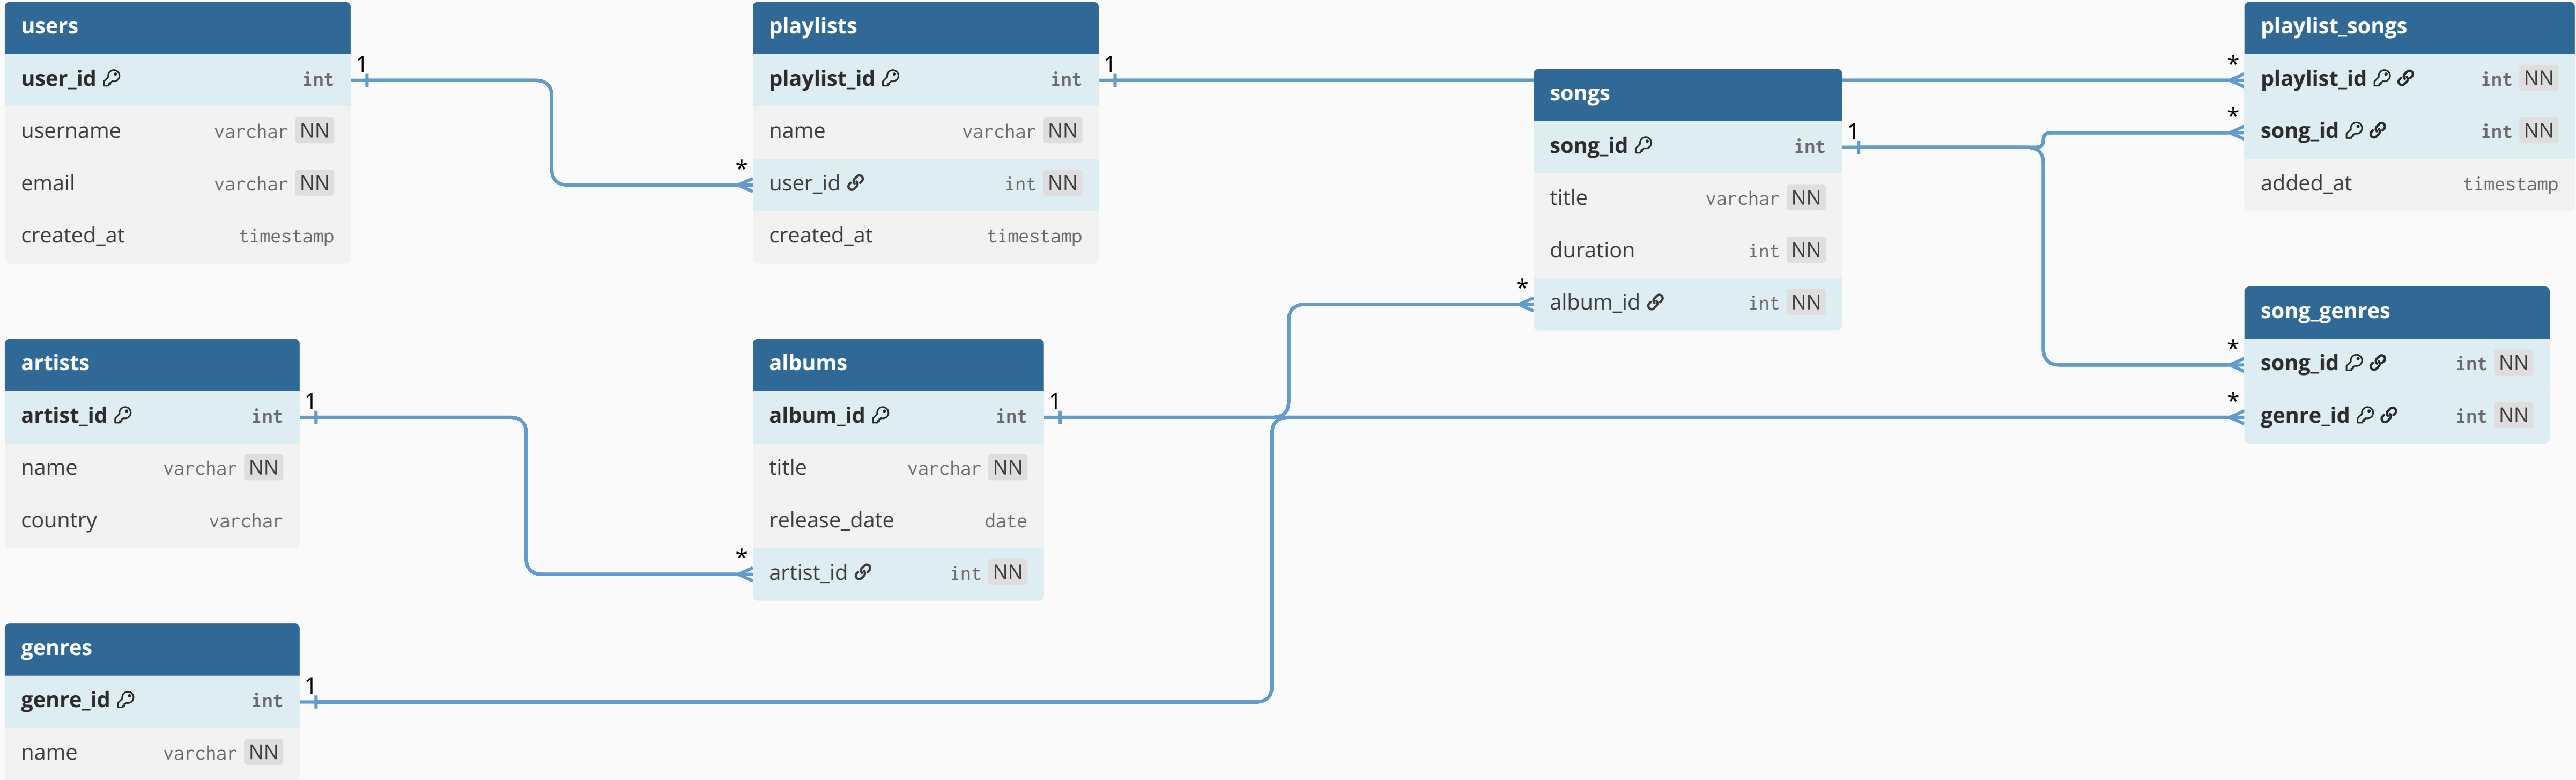 users
user_id int
username varchar NN
email varchar NN
created_at timestamp
1
*
playlists
playlist_id int
name varchar NN
user_id int NN
created_at timestamp
1
*
songs
song_id int
title varchar NN
duration int NN
album_id int NN
1
*
playlist_songs
playlist_id int NN
song_id int NN
added_at timestamp
*
*
song_genres
song_id int NN
genre_id int NN
*
artists
artist_id int
name varchar NN
country varchar
1
*
albums
album_id int
title varchar NN
release_date date
artist_id int NN
1
*
genres
genre_id int
name varchar NN
1